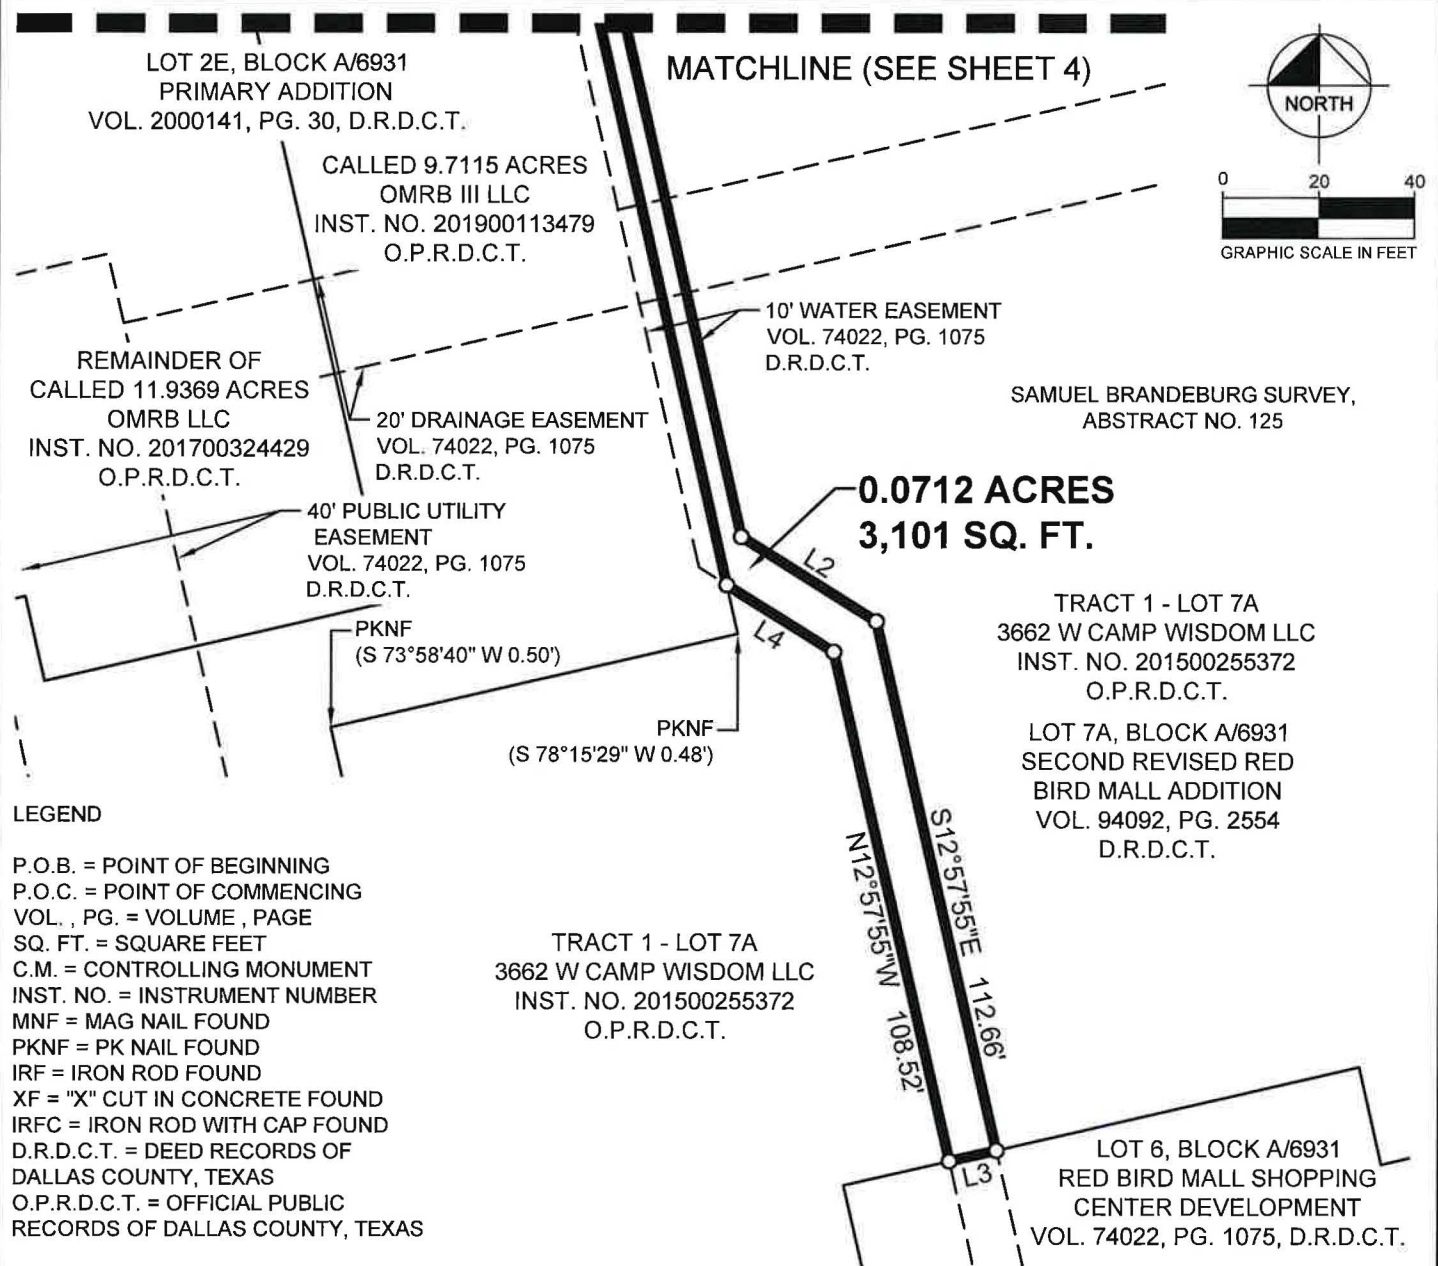 LOT 2E, BLOCK A/6931
PRIMARY ADDITION
VOL. 2000141, PG. 30, D.R.D.C.T.
MATCHLINE (SEE SHEET 4)
NORTH
0 20 40
GRAPHIC SCALE IN FEET
CALLED 9.7115 ACRES
OMRB III LLC
INST. NO. 201900113479
O.P.R.D.C.T.
10' WATER EASEMENT
VOL. 74022, PG. 1075
D.R.D.C.T.
REMAINDER OF
CALLED 11.9369 ACRES
OMRB LLC
INST. NO. 201700324429
O.P.R.D.C.T.
20' DRAINAGE EASEMENT
VOL. 74022, PG. 1075
D.R.D.C.T.
SAMUEL BRANDEBURG SURVEY,
ABSTRACT NO. 125
0.0712 ACRES
3,101 SQ. FT.
40' PUBLIC UTILITY
EASEMENT
VOL. 74022, PG. 1075
D.R.D.C.T.
L2
L4
PKNF
(S 73°58'40" W 0.50')
PKNF
(S 78°15'29" W 0.48')
TRACT 1 - LOT 7A
3662 W CAMP WISDOM LLC
INST. NO. 201500255372
O.P.R.D.C.T.
LOT 7A, BLOCK A/6931
SECOND REVISED RED
BIRD MALL ADDITION
VOL. 94092, PG. 2554
D.R.D.C.T.
S12°57'55"E 112.66'
N12°57'55"W 108.52'
TRACT 1 - LOT 7A
3662 W CAMP WISDOM LLC
INST. NO. 201500255372
O.P.R.D.C.T.
L3
LOT 6, BLOCK A/6931
RED BIRD MALL SHOPPING
CENTER DEVELOPMENT
VOL. 74022, PG. 1075, D.R.D.C.T.
LEGEND
P.O.B. = POINT OF BEGINNING
P.O.C. = POINT OF COMMENCING
VOL. , PG. = VOLUME , PAGE
SQ. FT. = SQUARE FEET
C.M. = CONTROLLING MONUMENT
INST. NO. = INSTRUMENT NUMBER
MNF = MAG NAIL FOUND
PKNF = PK NAIL FOUND
IRF = IRON ROD FOUND
XF = "X" CUT IN CONCRETE FOUND
IRFC = IRON ROD WITH CAP FOUND
D.R.D.C.T. = DEED RECORDS OF
DALLAS COUNTY, TEXAS
O.P.R.D.C.T. = OFFICIAL PUBLIC
RECORDS OF DALLAS COUNTY, TEXAS